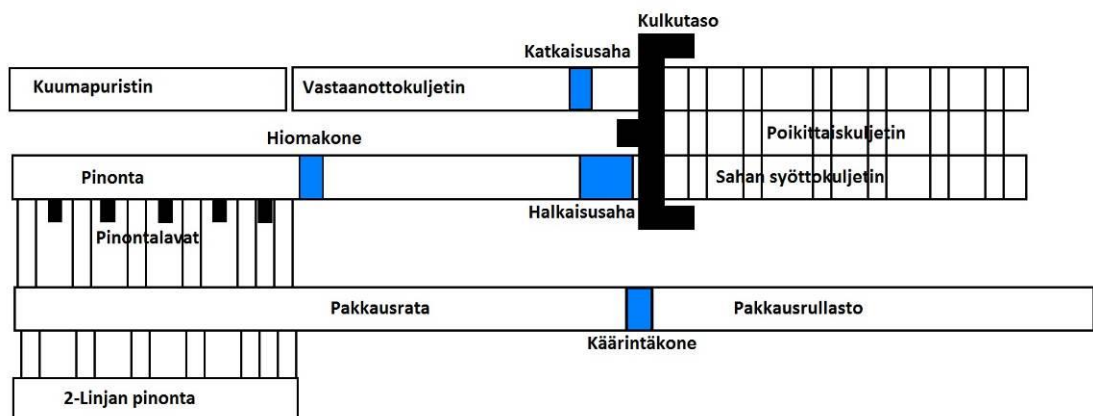 Kulkutaso
Katkaisusaha
Kuumapuristin
Vastaanottokuljetin
Hiomakone
Poikittaiskuljetin
Pinonta
Sahan syöttokuljetin
Halkaisusaha
Pinontalavat
Pakkausrata
Pakkausrullasto
Käärintäkone
2-Linjan pinonta